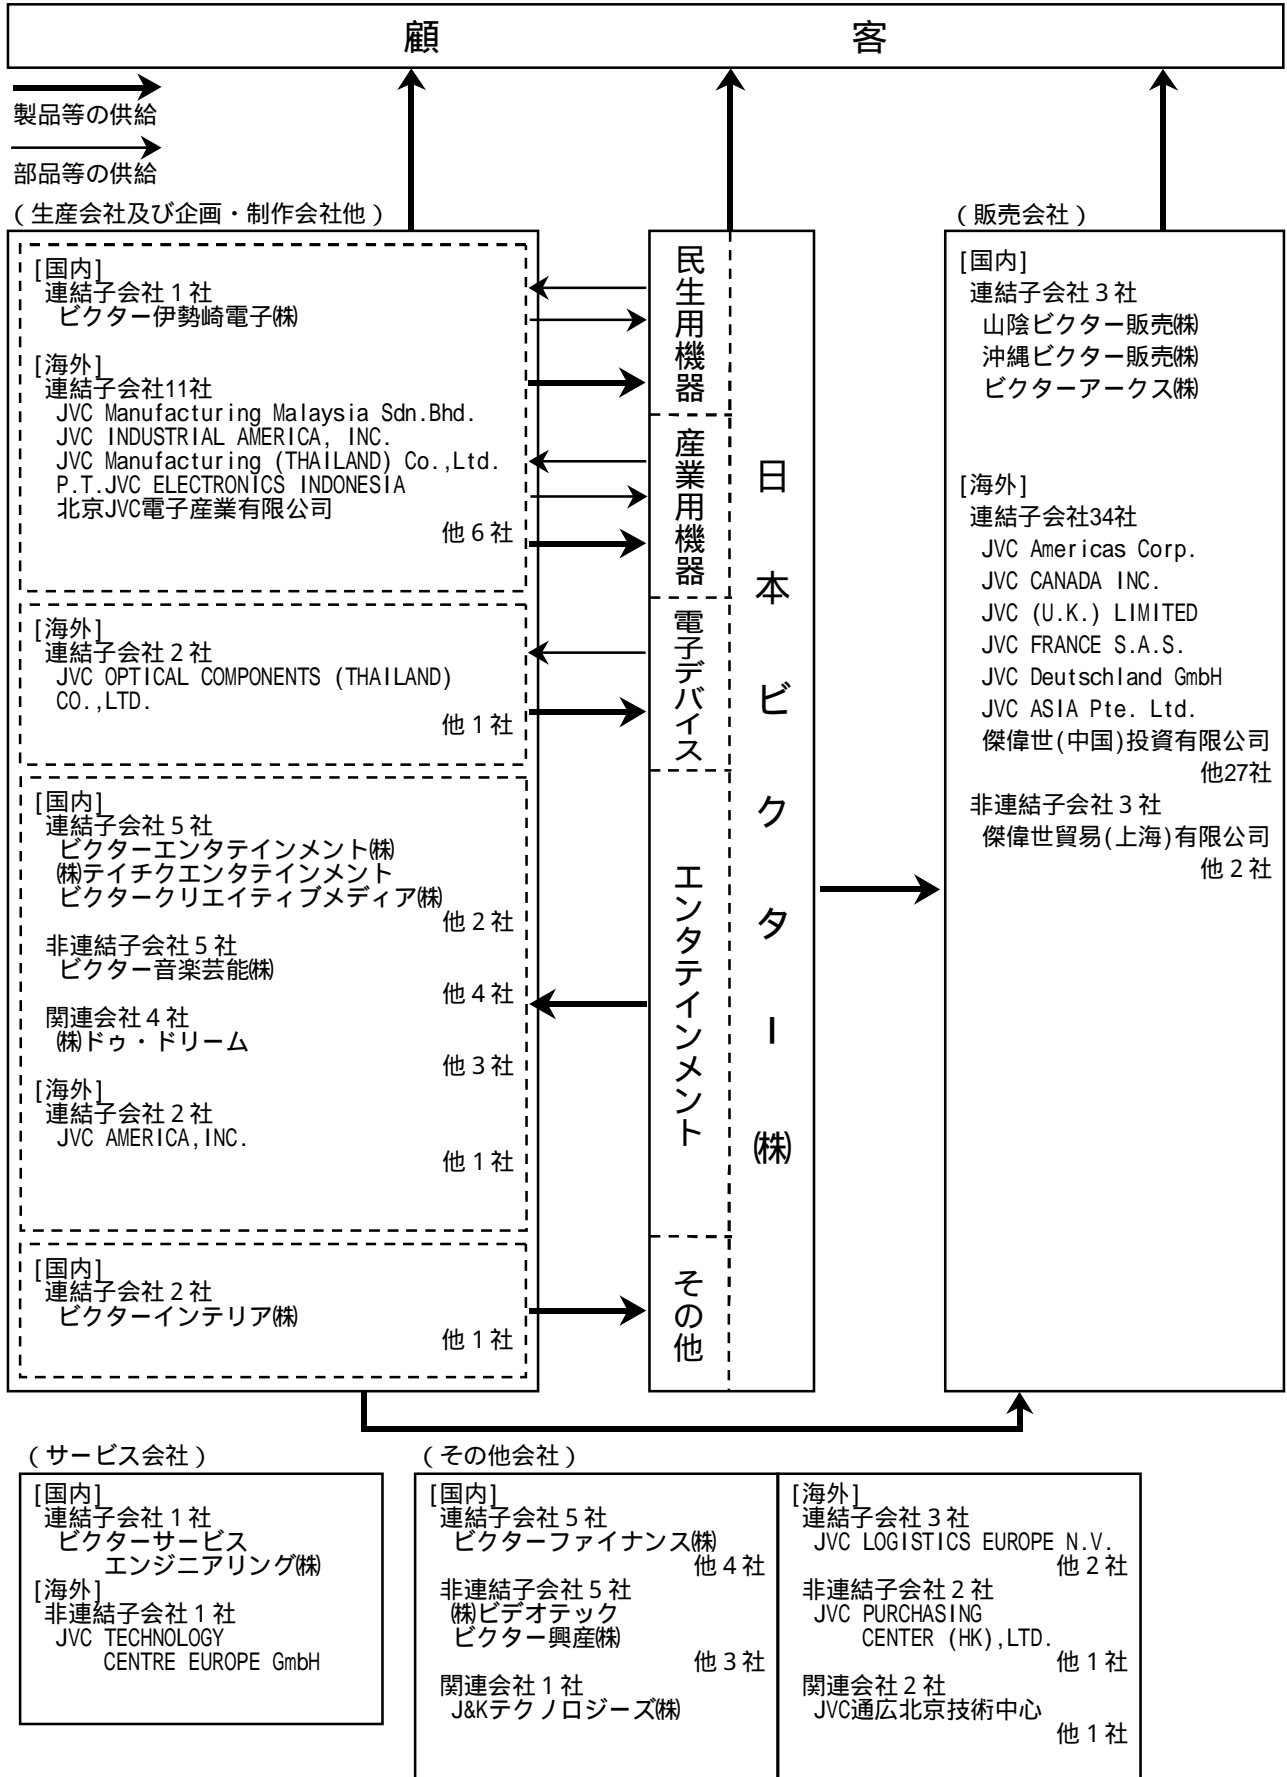 顧客
製品等の供給
部品等の供給
(生産会社及び企画・制作会社他)
[国内]
連結子会社1社
ビクター伊勢崎電子㈱
[海外]
連結子会社11社
JVC Manufacturing Malaysia Sdn.Bhd.
JVC INDUSTRIAL AMERICA, INC.
JVC Manufacturing (THAILAND) Co.,Ltd.
P.T.JVC ELECTRONICS INDONESIA
北京JVC電子産業有限公司
他6社
[海外]
連結子会社2社
JVC OPTICAL COMPONENTS (THAILAND)
CO.,LTD.
他1社
[国内]
連結子会社5社
ビクターエンタテインメント㈱
㈱テイチクエンタテインメント
ビクタークリエイティブメディア㈱
他2社
非連結子会社5社
ビクター音楽芸能㈱
他4社
関連会社4社
㈱ドゥ・ドリーム
他3社
[海外]
連結子会社2社
JVC AMERICA,INC.
他1社
[国内]
連結子会社2社
ビクターインテリア㈱
他1社
民生用機器
産業用機器
電子デバイス
エンタテインメント
その他
日本ビクター㈱
(販売会社)
[国内]
連結子会社3社
山陰ビクター販売㈱
沖縄ビクター販売㈱
ビクターアークス㈱
[海外]
連結子会社34社
JVC Americas Corp.
JVC CANADA INC.
JVC (U.K.) LIMITED
JVC FRANCE S.A.S.
JVC Deutschland GmbH
JVC ASIA Pte. Ltd.
傑偉世(中国)投資有限公司
他27社
非連結子会社3社
傑偉世貿易(上海)有限公司
他2社
(サービス会社)
[国内]
連結子会社1社
ビクターサービス
エンジニアリング㈱
[海外]
非連結子会社1社
JVC TECHNOLOGY
CENTRE EUROPE GmbH
(その他会社)
[国内]
連結子会社5社
ビクターファイナンス㈱
他4社
非連結子会社5社
㈱ビデオテック
ビクター興産㈱
他3社
関連会社1社
J&Kテクノロジーズ㈱
[海外]
連結子会社3社
JVC LOGISTICS EUROPE N.V.
他2社
非連結子会社2社
JVC PURCHASING
CENTER (HK),LTD.
他1社
関連会社2社
JVC通広北京技術中心
他1社